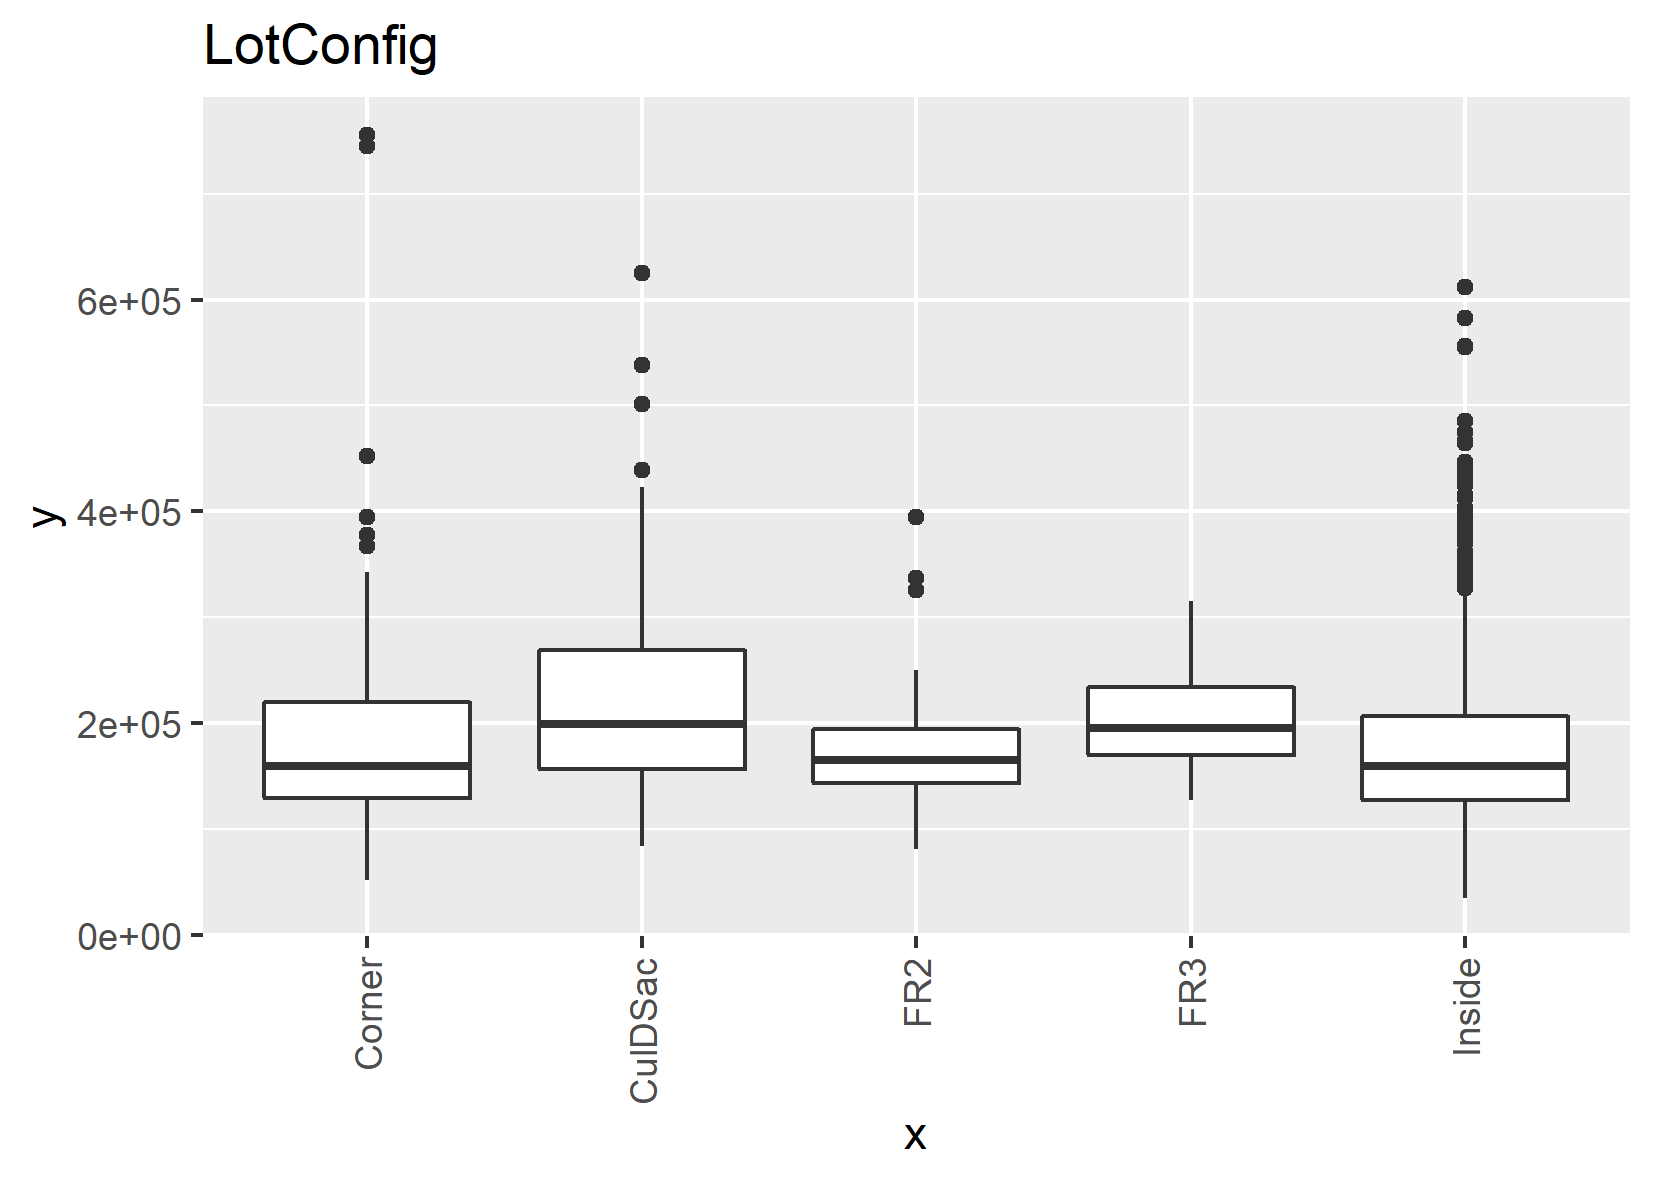 LotConfig
y
6e+05
4e+05
2e+05
0e+00
Corner
CulDSac
FR2
FR3
Inside
x